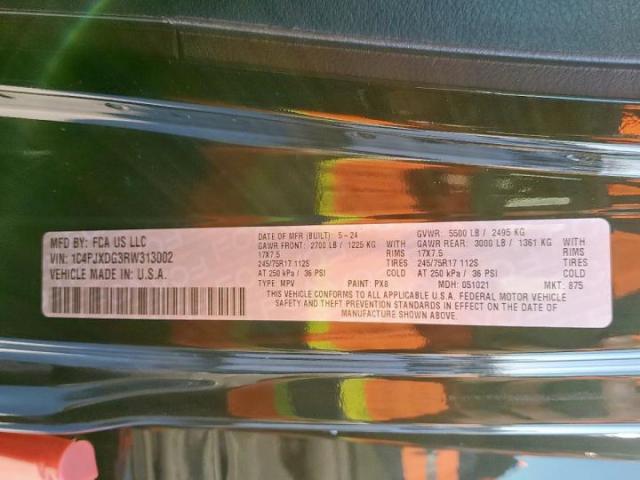 MFD BY: FCA US LLC
VIN: 1C4PJXDG3RW313002
VEHICLE MADE IN U.S.A.
DATE OF MFR (BUILT) 5-24 GVWR: 5500 LB / 2495 KG
GAWR FRONT: 2700 LB / 1225 KG WITH GAWR REAR: 3000 LB / 1361 KG WITH
17X7.5 RIMS 17X7.5 RIMS
245/75R17 112S TIRES 245/75R17 112S TIRES
AT 250 kPa / 36 PSI COLD AT 250 kPa / 36 PSI COLD
TYPE: MPV PAINT: PX8 MDH: 051021 MKT: 875
THIS VEHICLE CONFORMS TO ALL APPLICABLE U.S.A. FEDERAL MOTOR VEHICLE
SAFETY AND THEFT PREVENTION STANDARDS IN EFFECT ON THE DATE OF
MANUFACTURE SHOWN ABOVE.